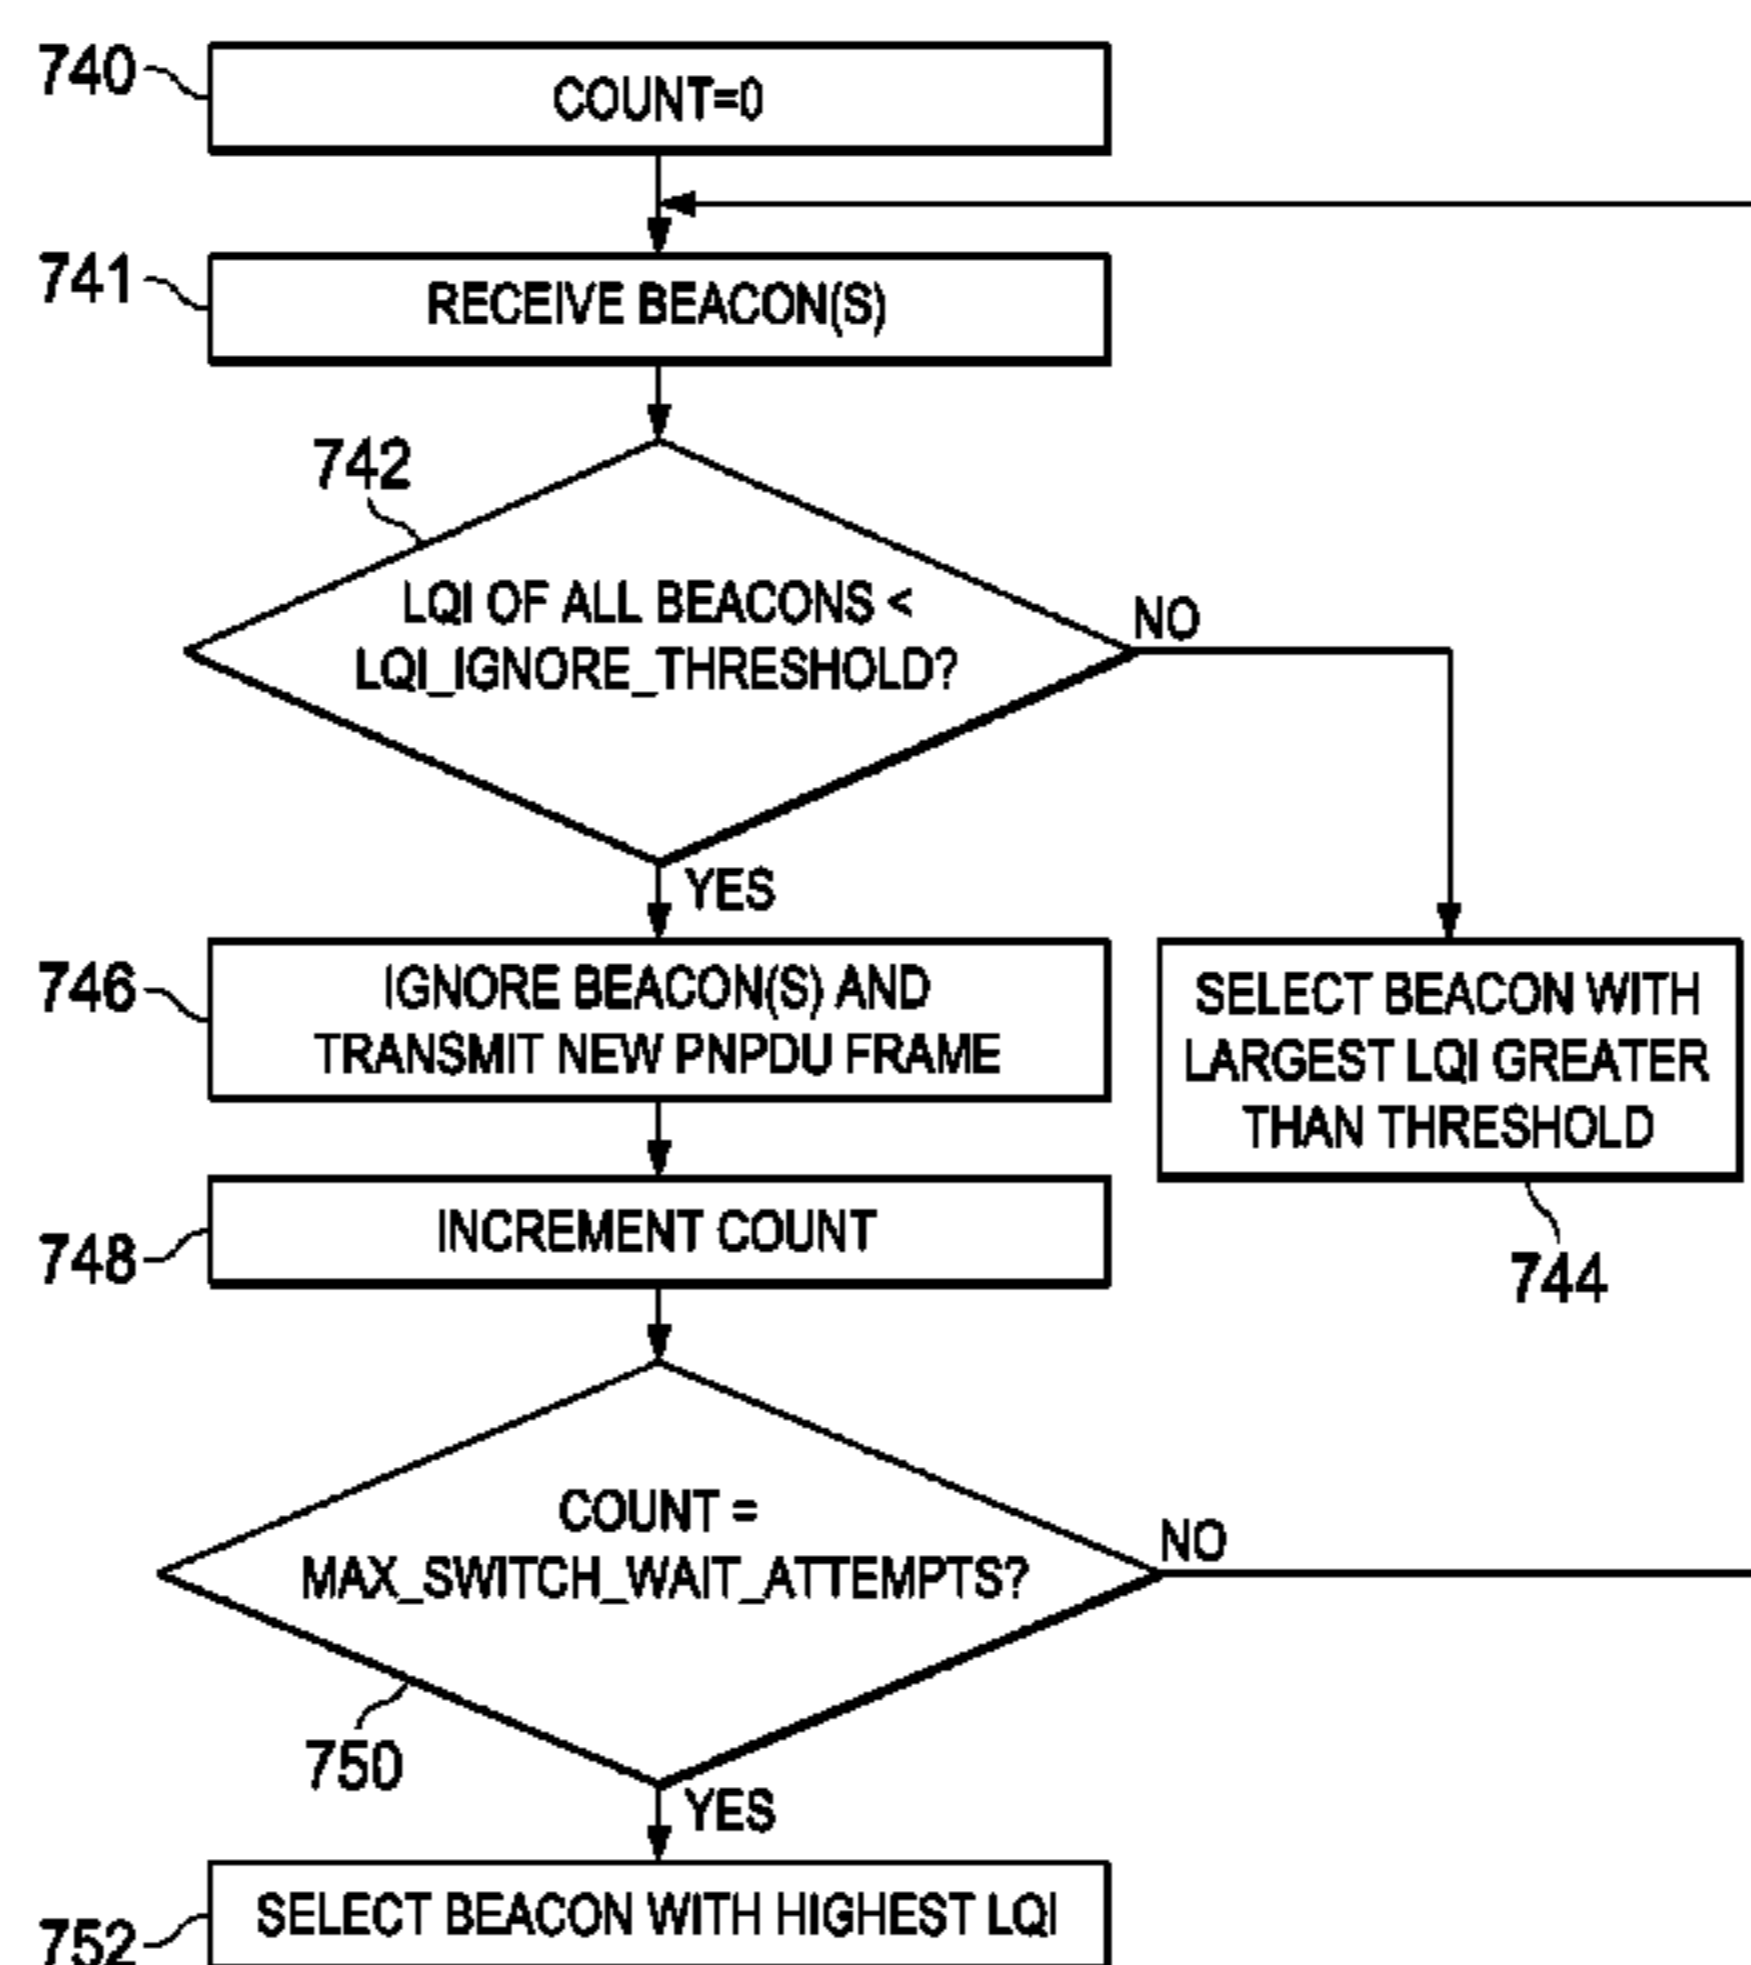 740
COUNT=0
741
RECEIVE BEACON(S)
742
LQI OF ALL BEACONS <
LQI_IGNORE_THRESHOLD?
NO
YES
746
IGNORE BEACON(S) AND
TRANSMIT NEW PNPDU FRAME
SELECT BEACON WITH
LARGEST LQI GREATER
THAN THRESHOLD
744
748
INCREMENT COUNT
COUNT =
MAX_SWITCH_WAIT_ATTEMPTS?
NO
750
YES
752
SELECT BEACON WITH HIGHEST LQI